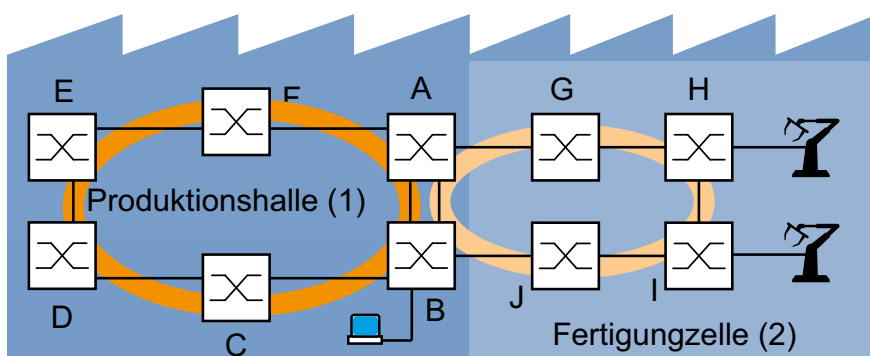 E
F
A
G
H
Produktionshalle (1)
D
C
B
J
I
Fertigungzelle (2)